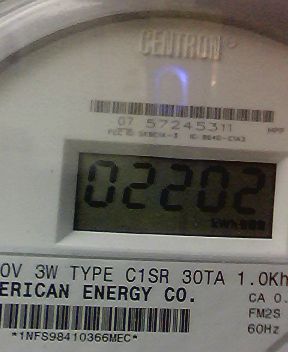 CENTRON®
07 57245311
02202
0V 3W TYPE C1SR 30TA 1.0Kh
ERICAN ENERGY CO.
CA 0.
FM2S
*1NFS98410366MEC*
60Hz